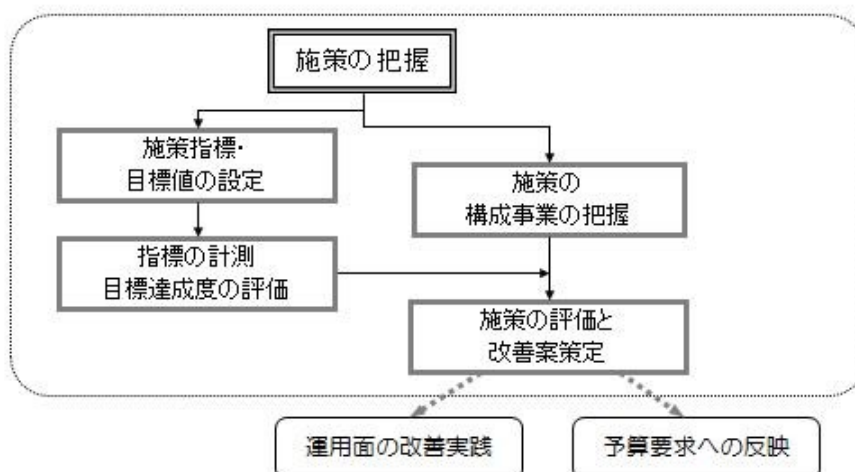 施策の把握
施策指標・
目標値の設定
施策の
構成事業の把握
指標の計測
目標達成度の評価
施策の評価と
改善案策定
運用面の改善実践
予算要求への反映